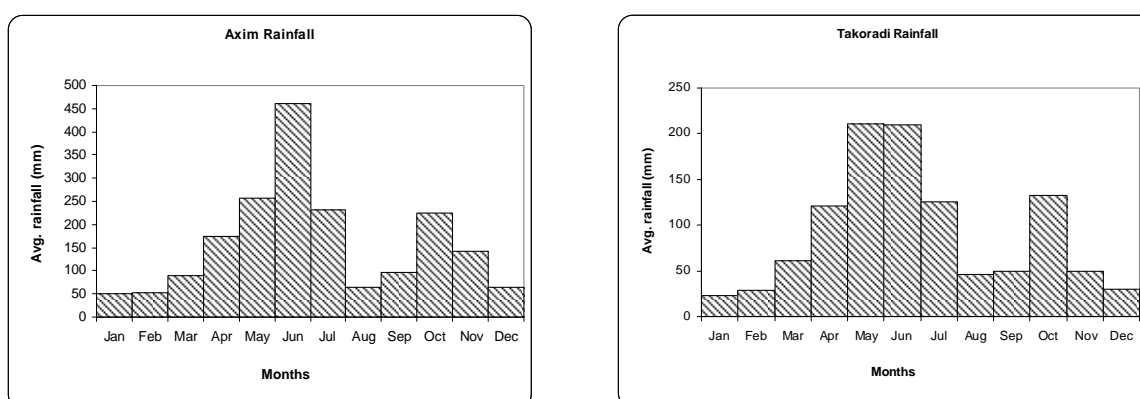 Axim Rainfall
Avg. rainfall (mm)
500
450
400
350
300
250
200
150
100
50
0
Jan Feb Mar Apr May Jun Jul Aug Sep Oct Nov Dec
Months
Takoradi Rainfall
Avg. rainfall (mm)
250
200
150
100
50
0
Jan Feb Mar Apr May Jun Jul Aug Sep Oct Nov Dec
Months